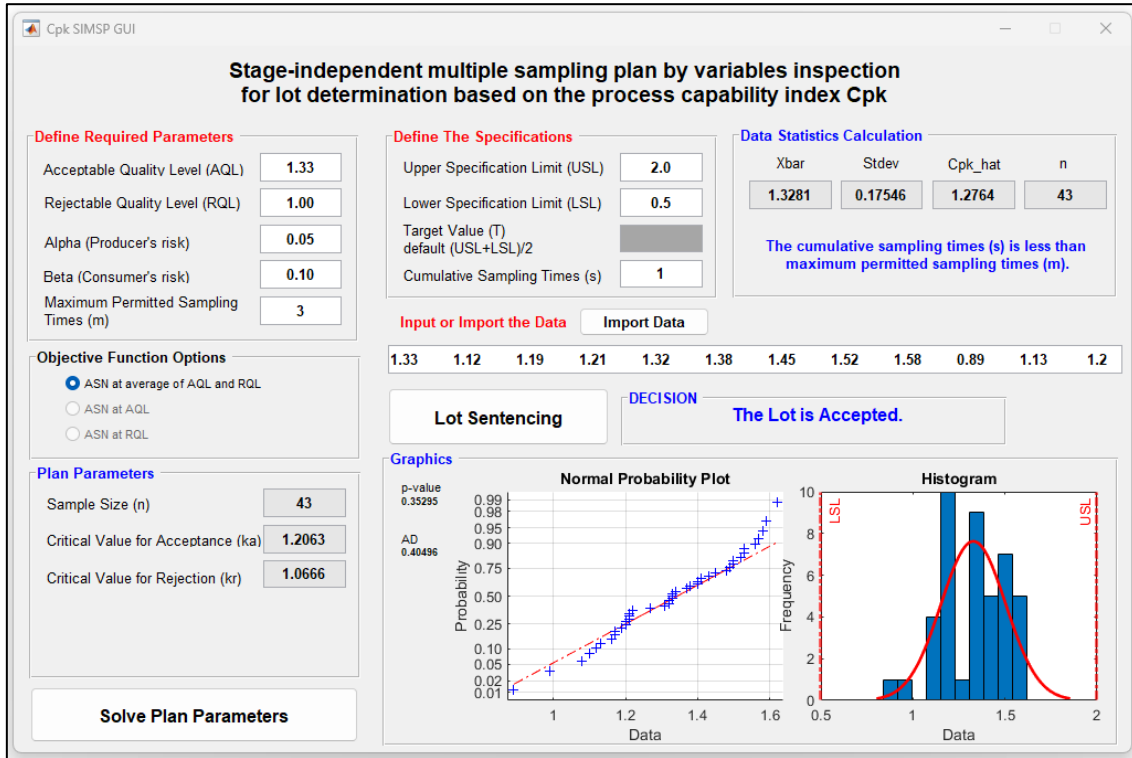 Cpk SIMSP GUI
Stage-independent multiple sampling plan by variables inspection
for lot determination based on the process capability index Cpk
Define Required Parameters
Acceptable Quality Level (AQL) 1.33
Rejectable Quality Level (RQL) 1.00
Alpha (Producer's risk) 0.05
Beta (Consumer's risk) 0.10
Maximum Permitted Sampling
Times (m) 3
Objective Function Options
ASN at average of AQL and RQL
ASN at AQL
ASN at RQL
Plan Parameters
Sample Size (n) 43
Critical Value for Acceptance (ka) 1.2063
Critical Value for Rejection (kr) 1.0666
Solve Plan Parameters
Define The Specifications
Upper Specification Limit (USL) 2.0
Lower Specification Limit (LSL) 0.5
Target Value (T)
default (USL+LSL)/2
Cumulative Sampling Times (s) 1
Data Statistics Calculation
Xbar Stdev Cpk_hat n
1.3281 0.17546 1.2764 43
The cumulative sampling times (s) is less than
maximum permitted sampling times (m).
Input or Import the Data Import Data
1.33 1.12 1.19 1.21 1.32 1.38 1.45 1.52 1.58 0.89 1.13 1.2
Lot Sentencing
DECISION
The Lot is Accepted.
Graphics
p-value
0.35295
AD
0.40496
Normal Probability Plot
Probability
0.99
0.98
0.95
0.90
0.75
0.50
0.25
0.10
0.05
0.02
0.01
1 1.2 1.4 1.6
Data
Histogram
Frequency
10
8
6
4
2
0
LSL
USL
0.5 1 1.5 2
Data